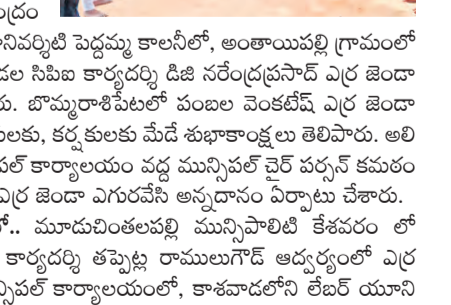 ంద్రం
నివర్శిటి పెద్దమ్మ కాలనీలో, అంతాయిపల్లి గ్రామంలో
డల సిపిఐ కార్యదర్శి డిజి నరేంద్రప్రసాద్ ఎర్ర జెండా
రు. బొమ్మరాశిపేటలో పంబల వెంకటేష్ ఎర్ర జెండా
ులకు, కర్షకులకు మేడే శుభాకాంక్షలు తెలిపారు. అలి
పల్ కార్యాలయం వద్ద మున్సిపల్ చైర్ పర్సన్ కమఠం
ఎర్ర జెండా ఎగురవేసి అన్నదానం ఏర్పాటు చేశారు.
లో.. మూడుచింతలపల్లి మున్సిపాలిటి కేశవరం లో
కార్యదర్శి తప్పెట్ల రాములుగౌడ్ ఆధ్వర్యంలో ఎర్ర
న్సిపల్ కార్యాలయంలో, కాశవాడలోని లేబర్ యూని